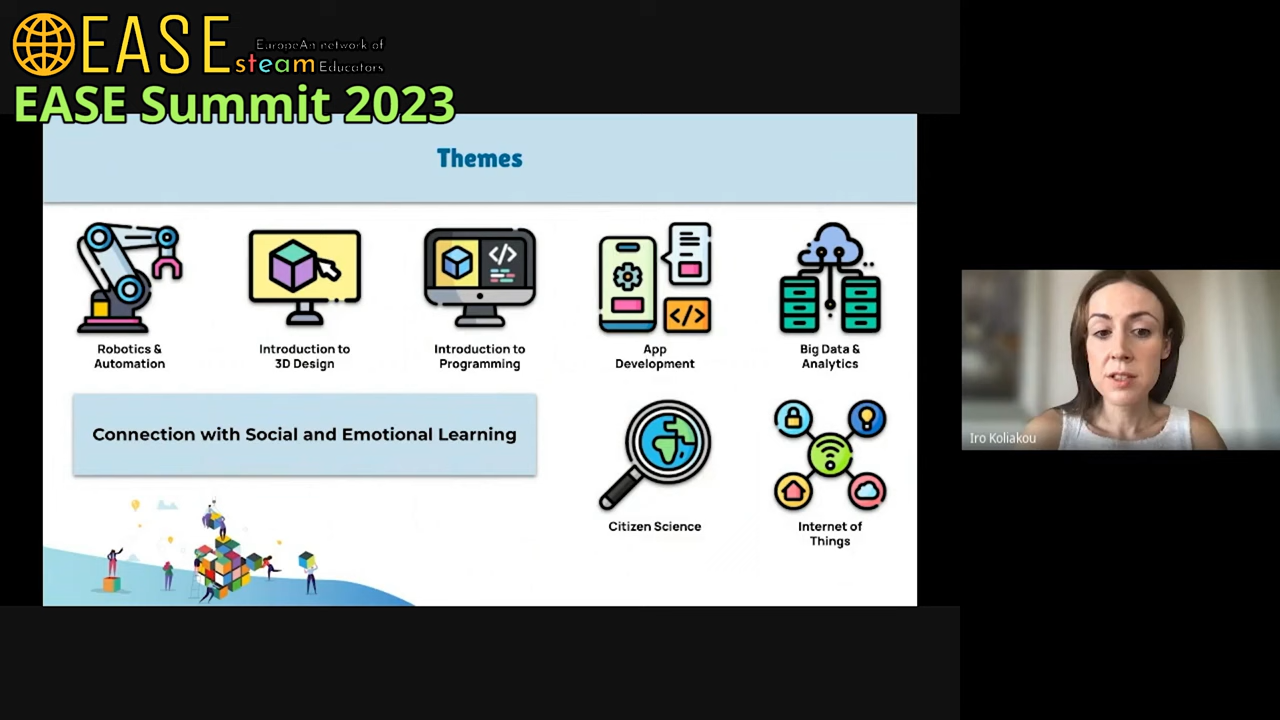 EASE
EuropeAn network of
steam Educators
EASE Summit 2023
Themes
Robotics &
Automation
Introduction to
3D Design
Introduction to
Programming
App
Development
Big Data &
Analytics
Connection with Social and Emotional Learning
Citizen Science
Internet of
Things
Iro Koliakou